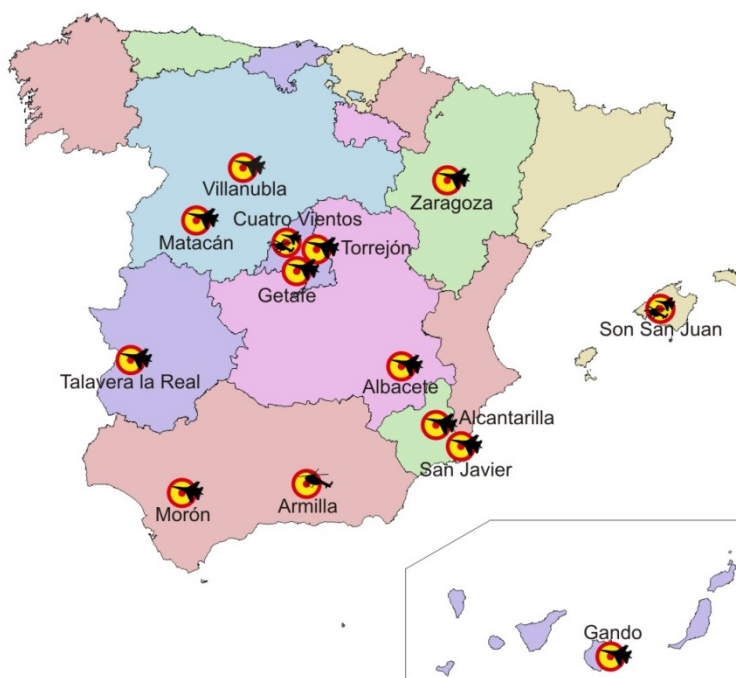 Villanubla
Zaragoza
Cuatro Vientos
Matacán
Torrejón
Getafe
Son San Juan
Talavera la Real
Albacete
Alcantarilla
San Javier
Morón
Armilla
Gando